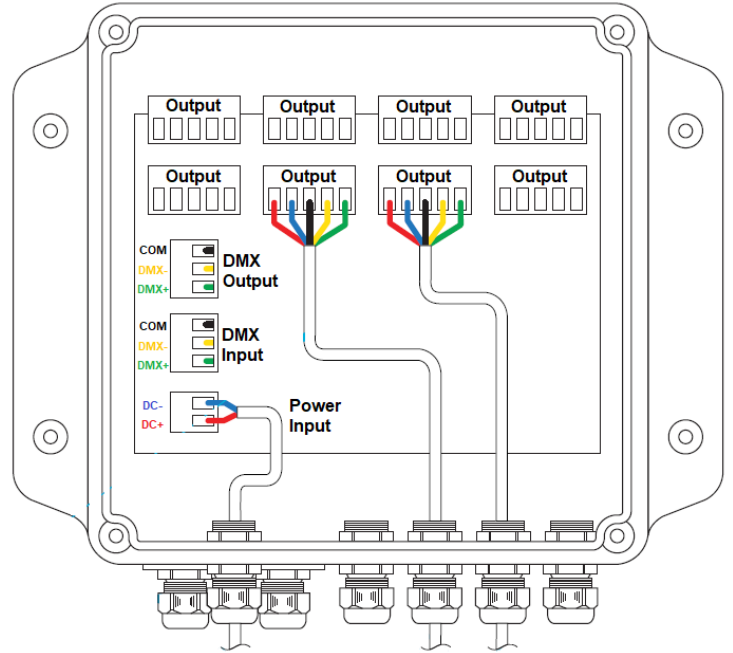 Output Output Output Output
Output Output Output Output
COM
DMX-
DMX+
DMX
Output
COM
DMX-
DMX+
DMX
Input
DC-
DC+
Power
Input